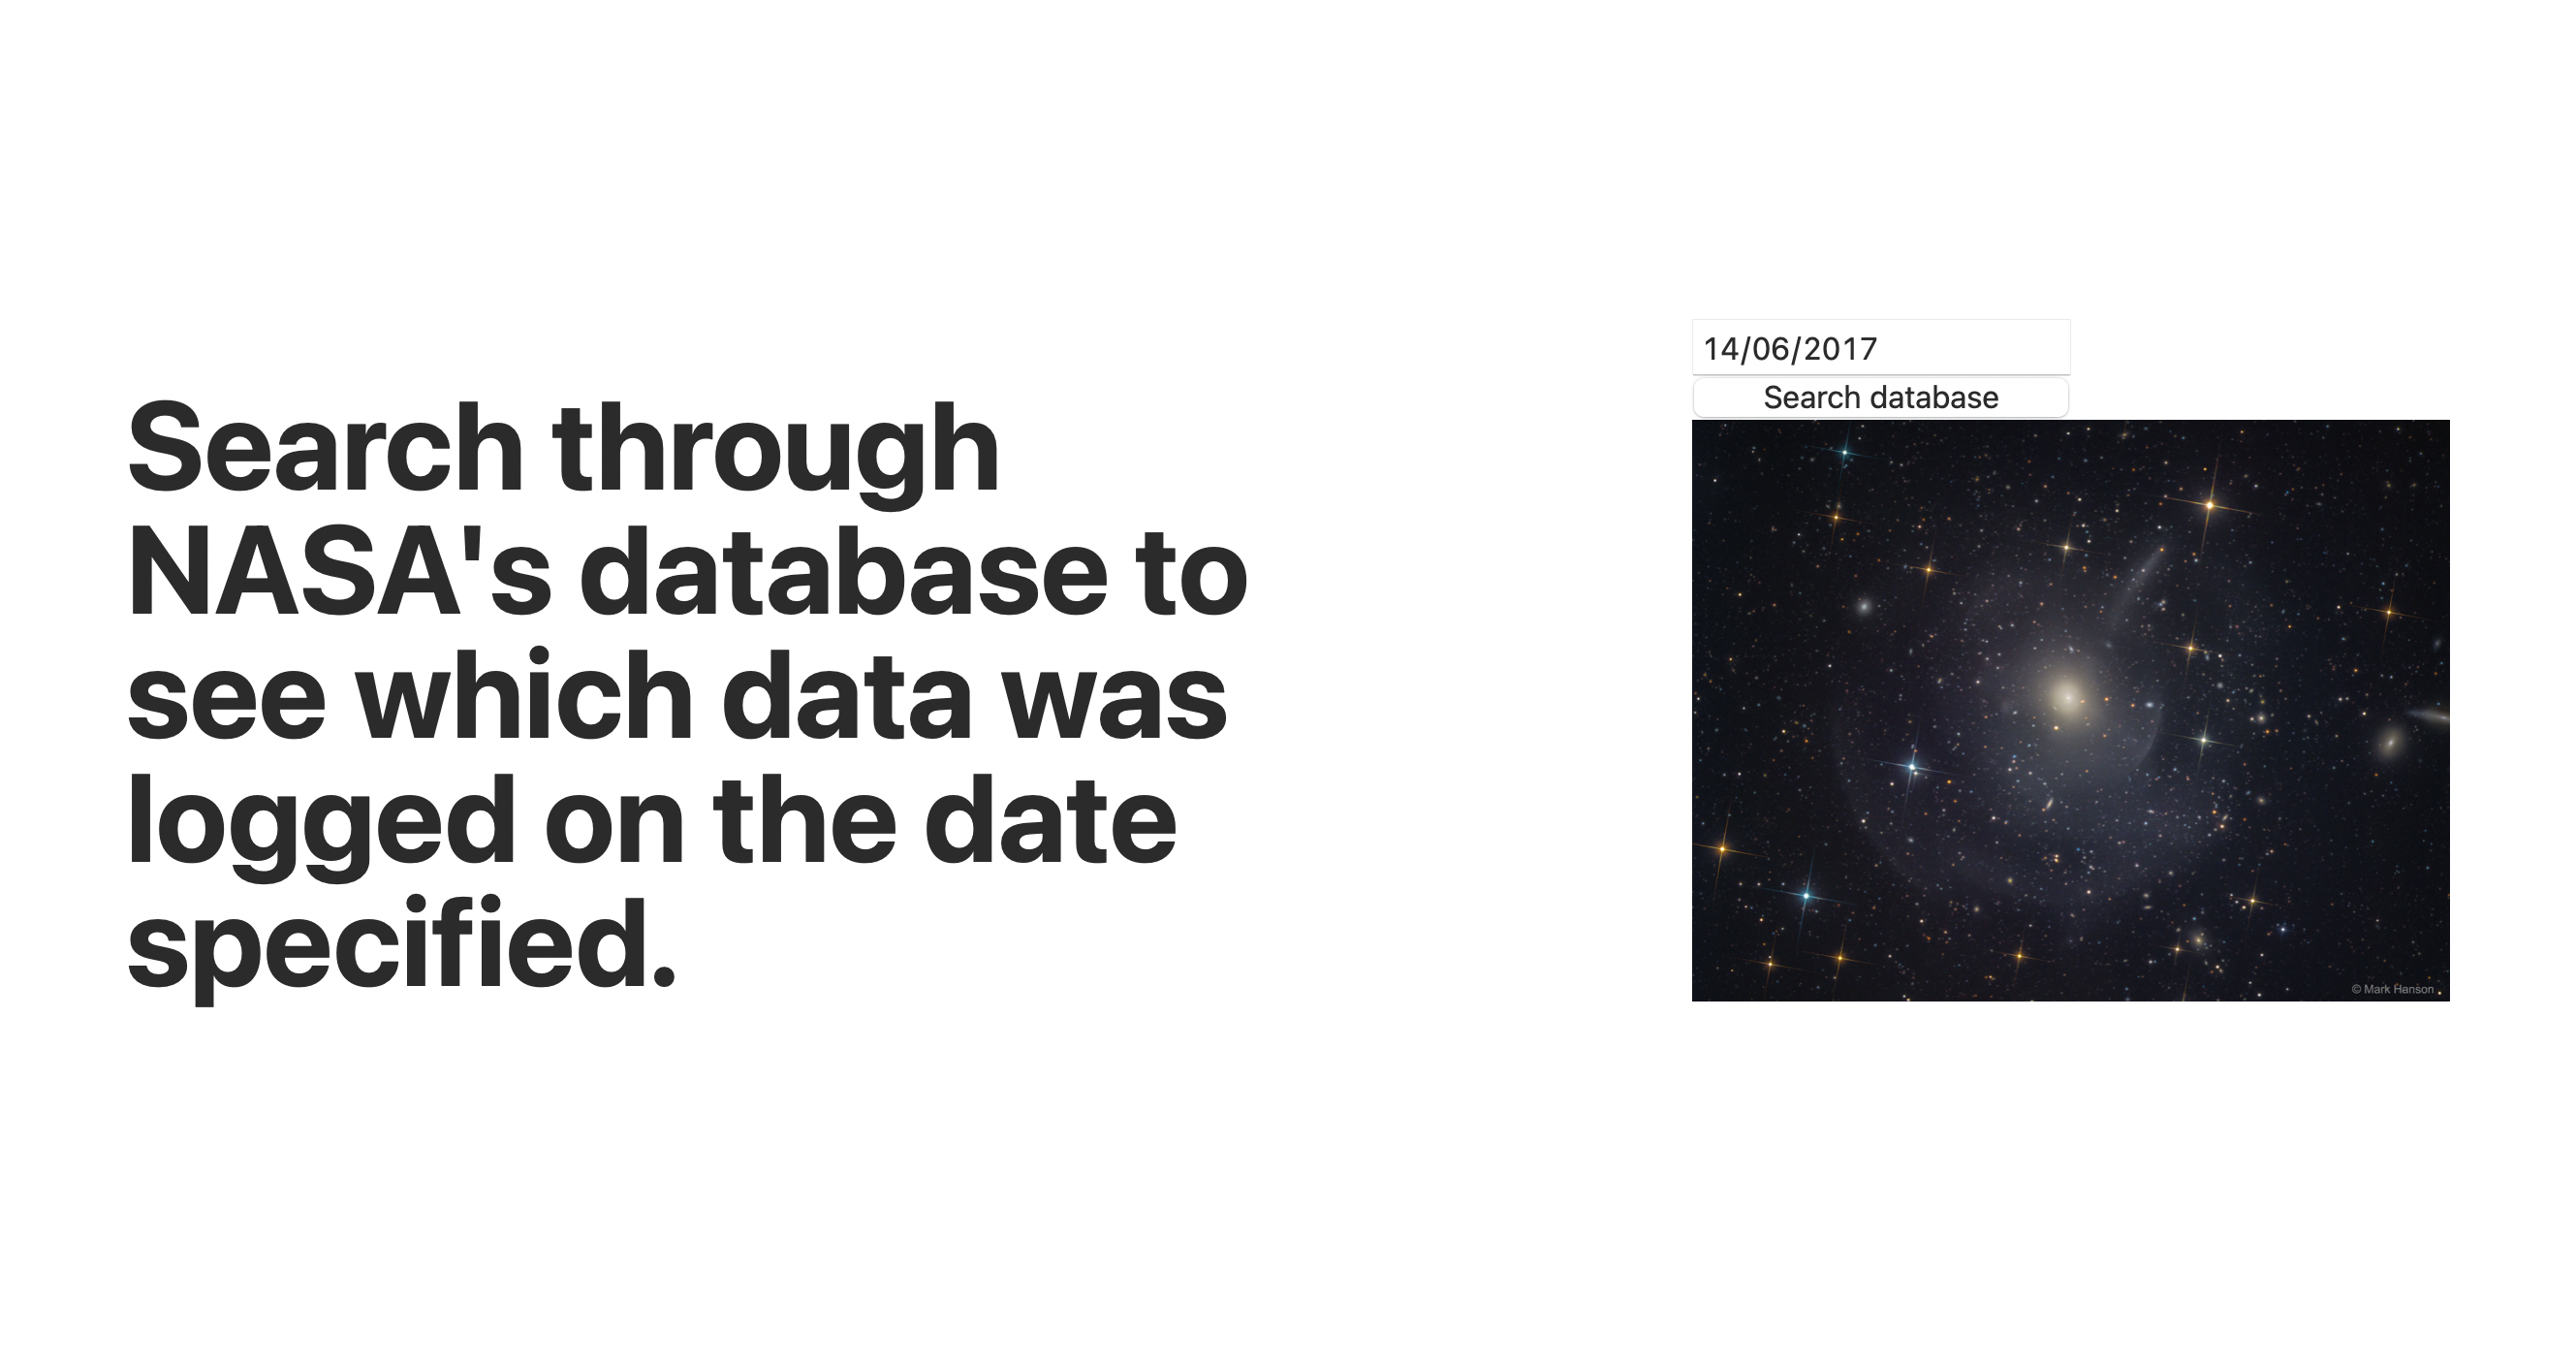 Search through
NASA's database to
see which data was
logged on the date
specified.
14/06/2017
Search database
© Mark Hanson